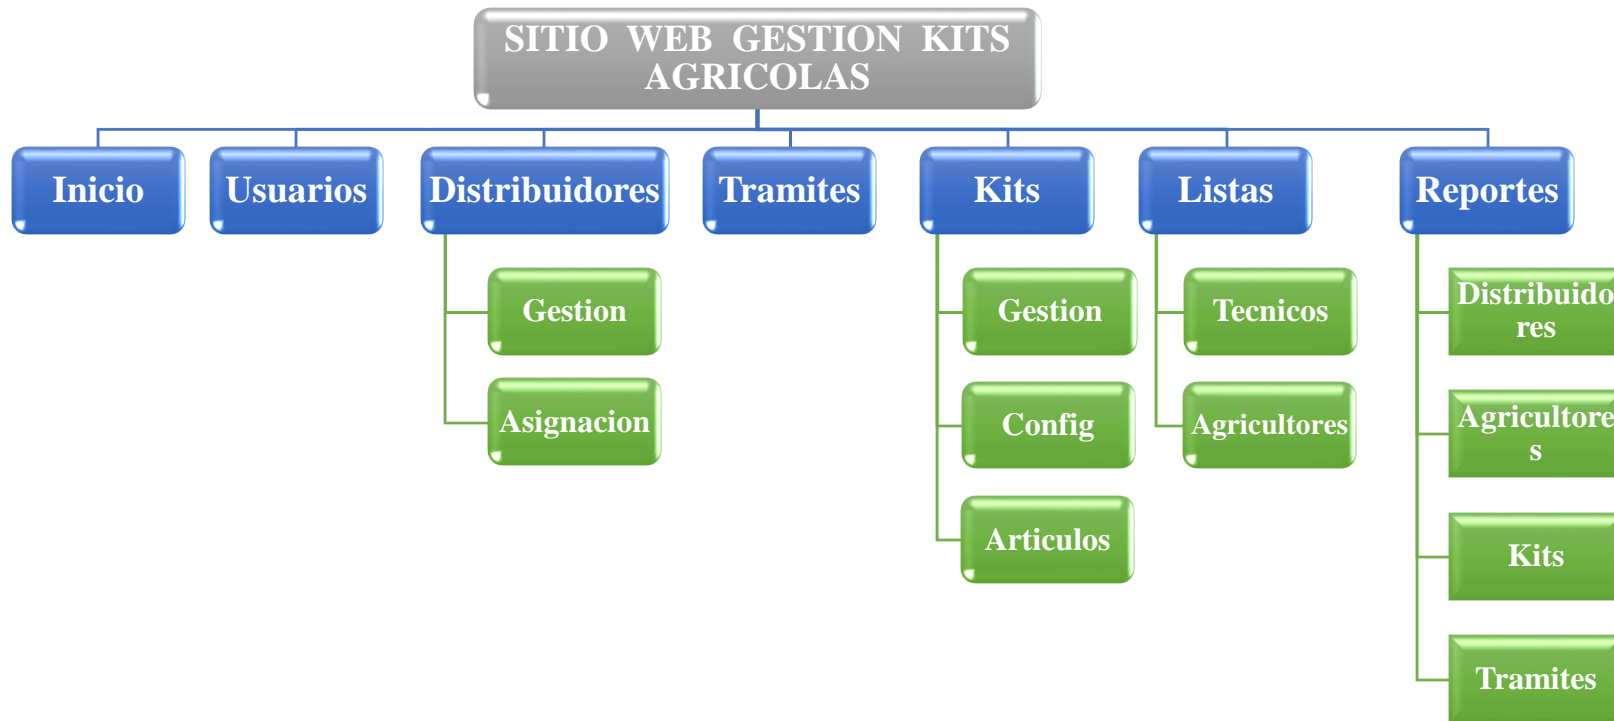 SITIO WEB GESTION KITS
AGRICOLAS
Inicio
Usuarios
Distribuidores
Tramites
Kits
Listas
Reportes
Gestion
Asignacion
Gestion
Config
Articulos
Tecnicos
Agricultores
Distribuido
res
Agricultore
s
Kits
Tramites